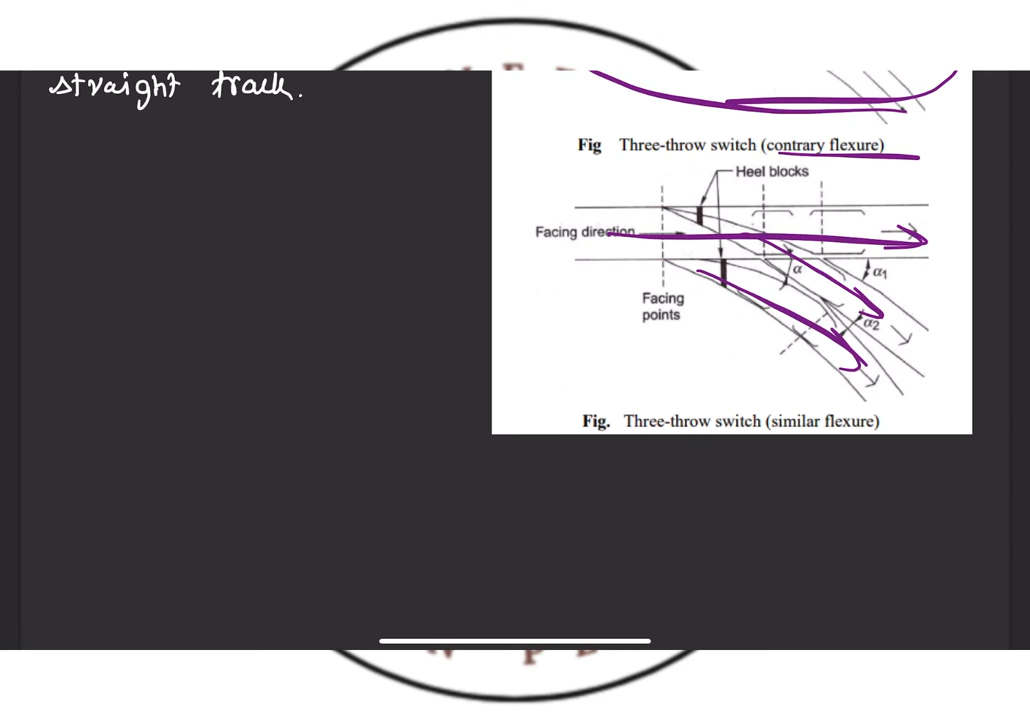 straight track.
Fig Three-throw switch (contrary flexure)
Heel blocks
Facing direction
α
α1
Facing
points
α2
Fig. Three-throw switch (similar flexure)